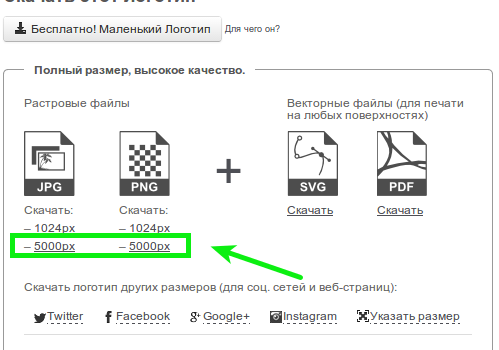 Скачать этот логотип
Бесплатно! Маленький Логотип Для чего он?
Полный размер, высокое качество.
Растровые файлы
Векторные файлы (для печати
на любых поверхностях)
JPG PNG + SVG PDF
Скачать: Скачать: Скачать Скачать
– 1024px – 1024px
– 5000px – 5000px
Скачать логотип других размеров (для соц. сетей и веб-страниц):
Twitter Facebook Google+ Instagram Указать размер